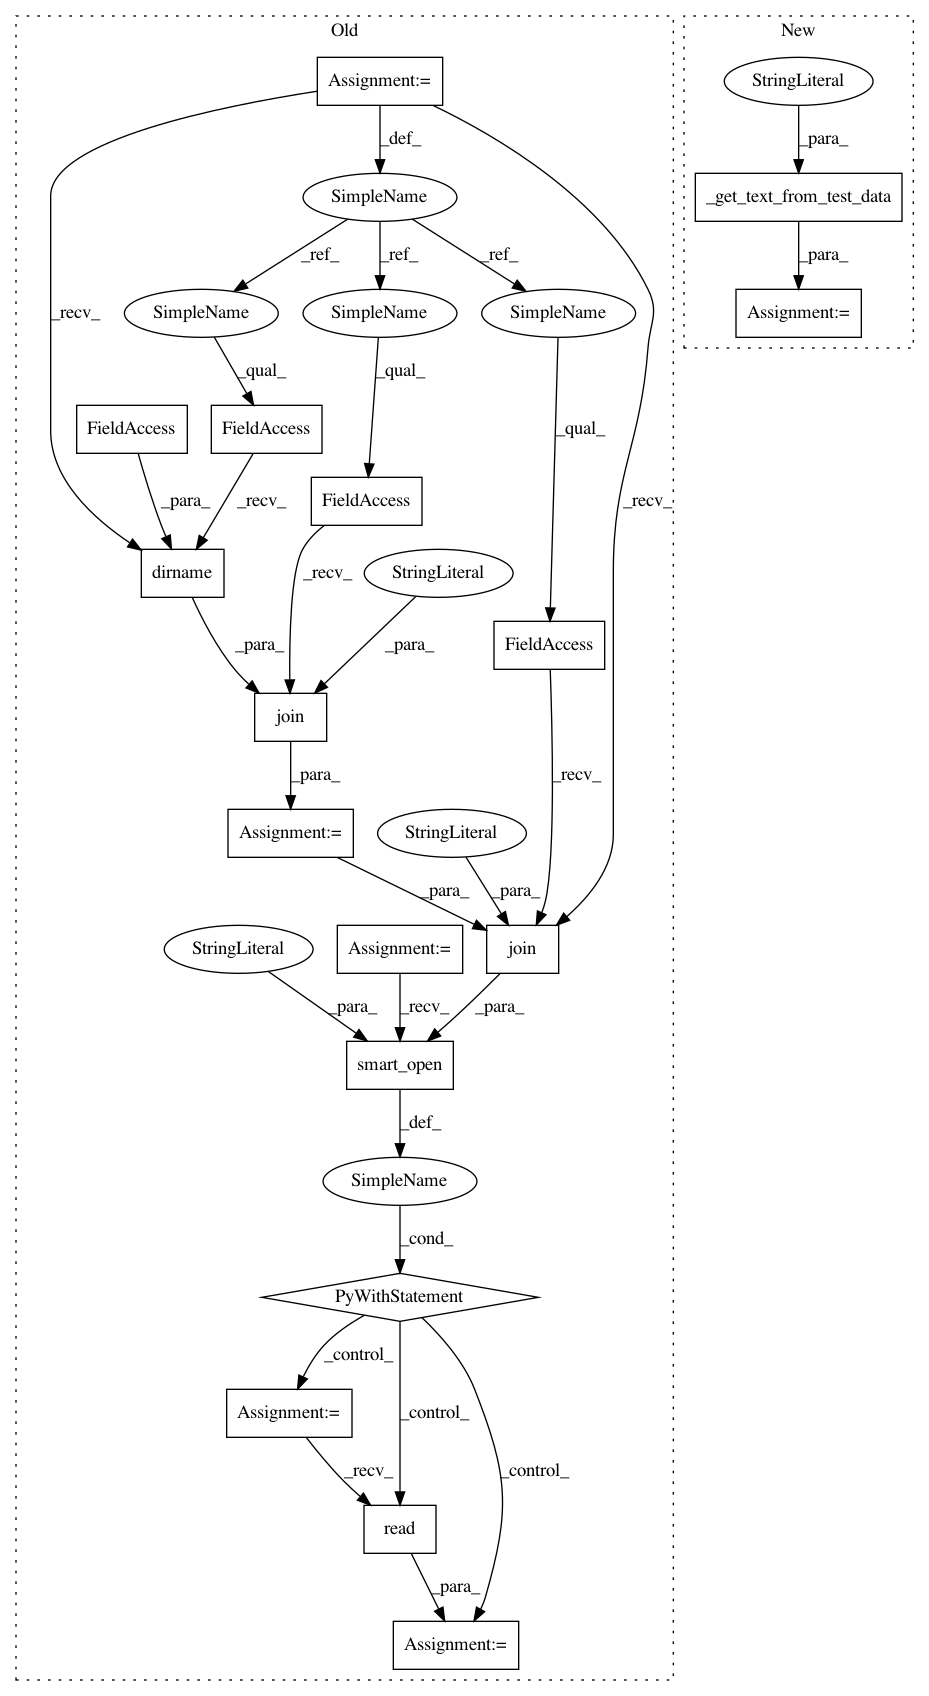 Old
New
Assignment:=
StringLiteral
_def_
_para_
SimpleName
_get_text_from_test_data
_ref_
_ref_
_ref_
_para_
_recv_
SimpleName
SimpleName
SimpleName
Assignment:=
_qual_
_qual_
FieldAccess
FieldAccess
_qual_
_para_
_recv_
FieldAccess
_recv_
dirname
_recv_
StringLiteral
_para_
_para_
FieldAccess
join
_para_
_recv_
Assignment:=
StringLiteral
_para_
_para_
StringLiteral
Assignment:=
join
_para_
_recv_
_para_
smart_open
_def_
SimpleName
_cond_
PyWithStatement
_control_
Assignment:=
_control_
_recv_
_control_
read
_para_
Assignment:=